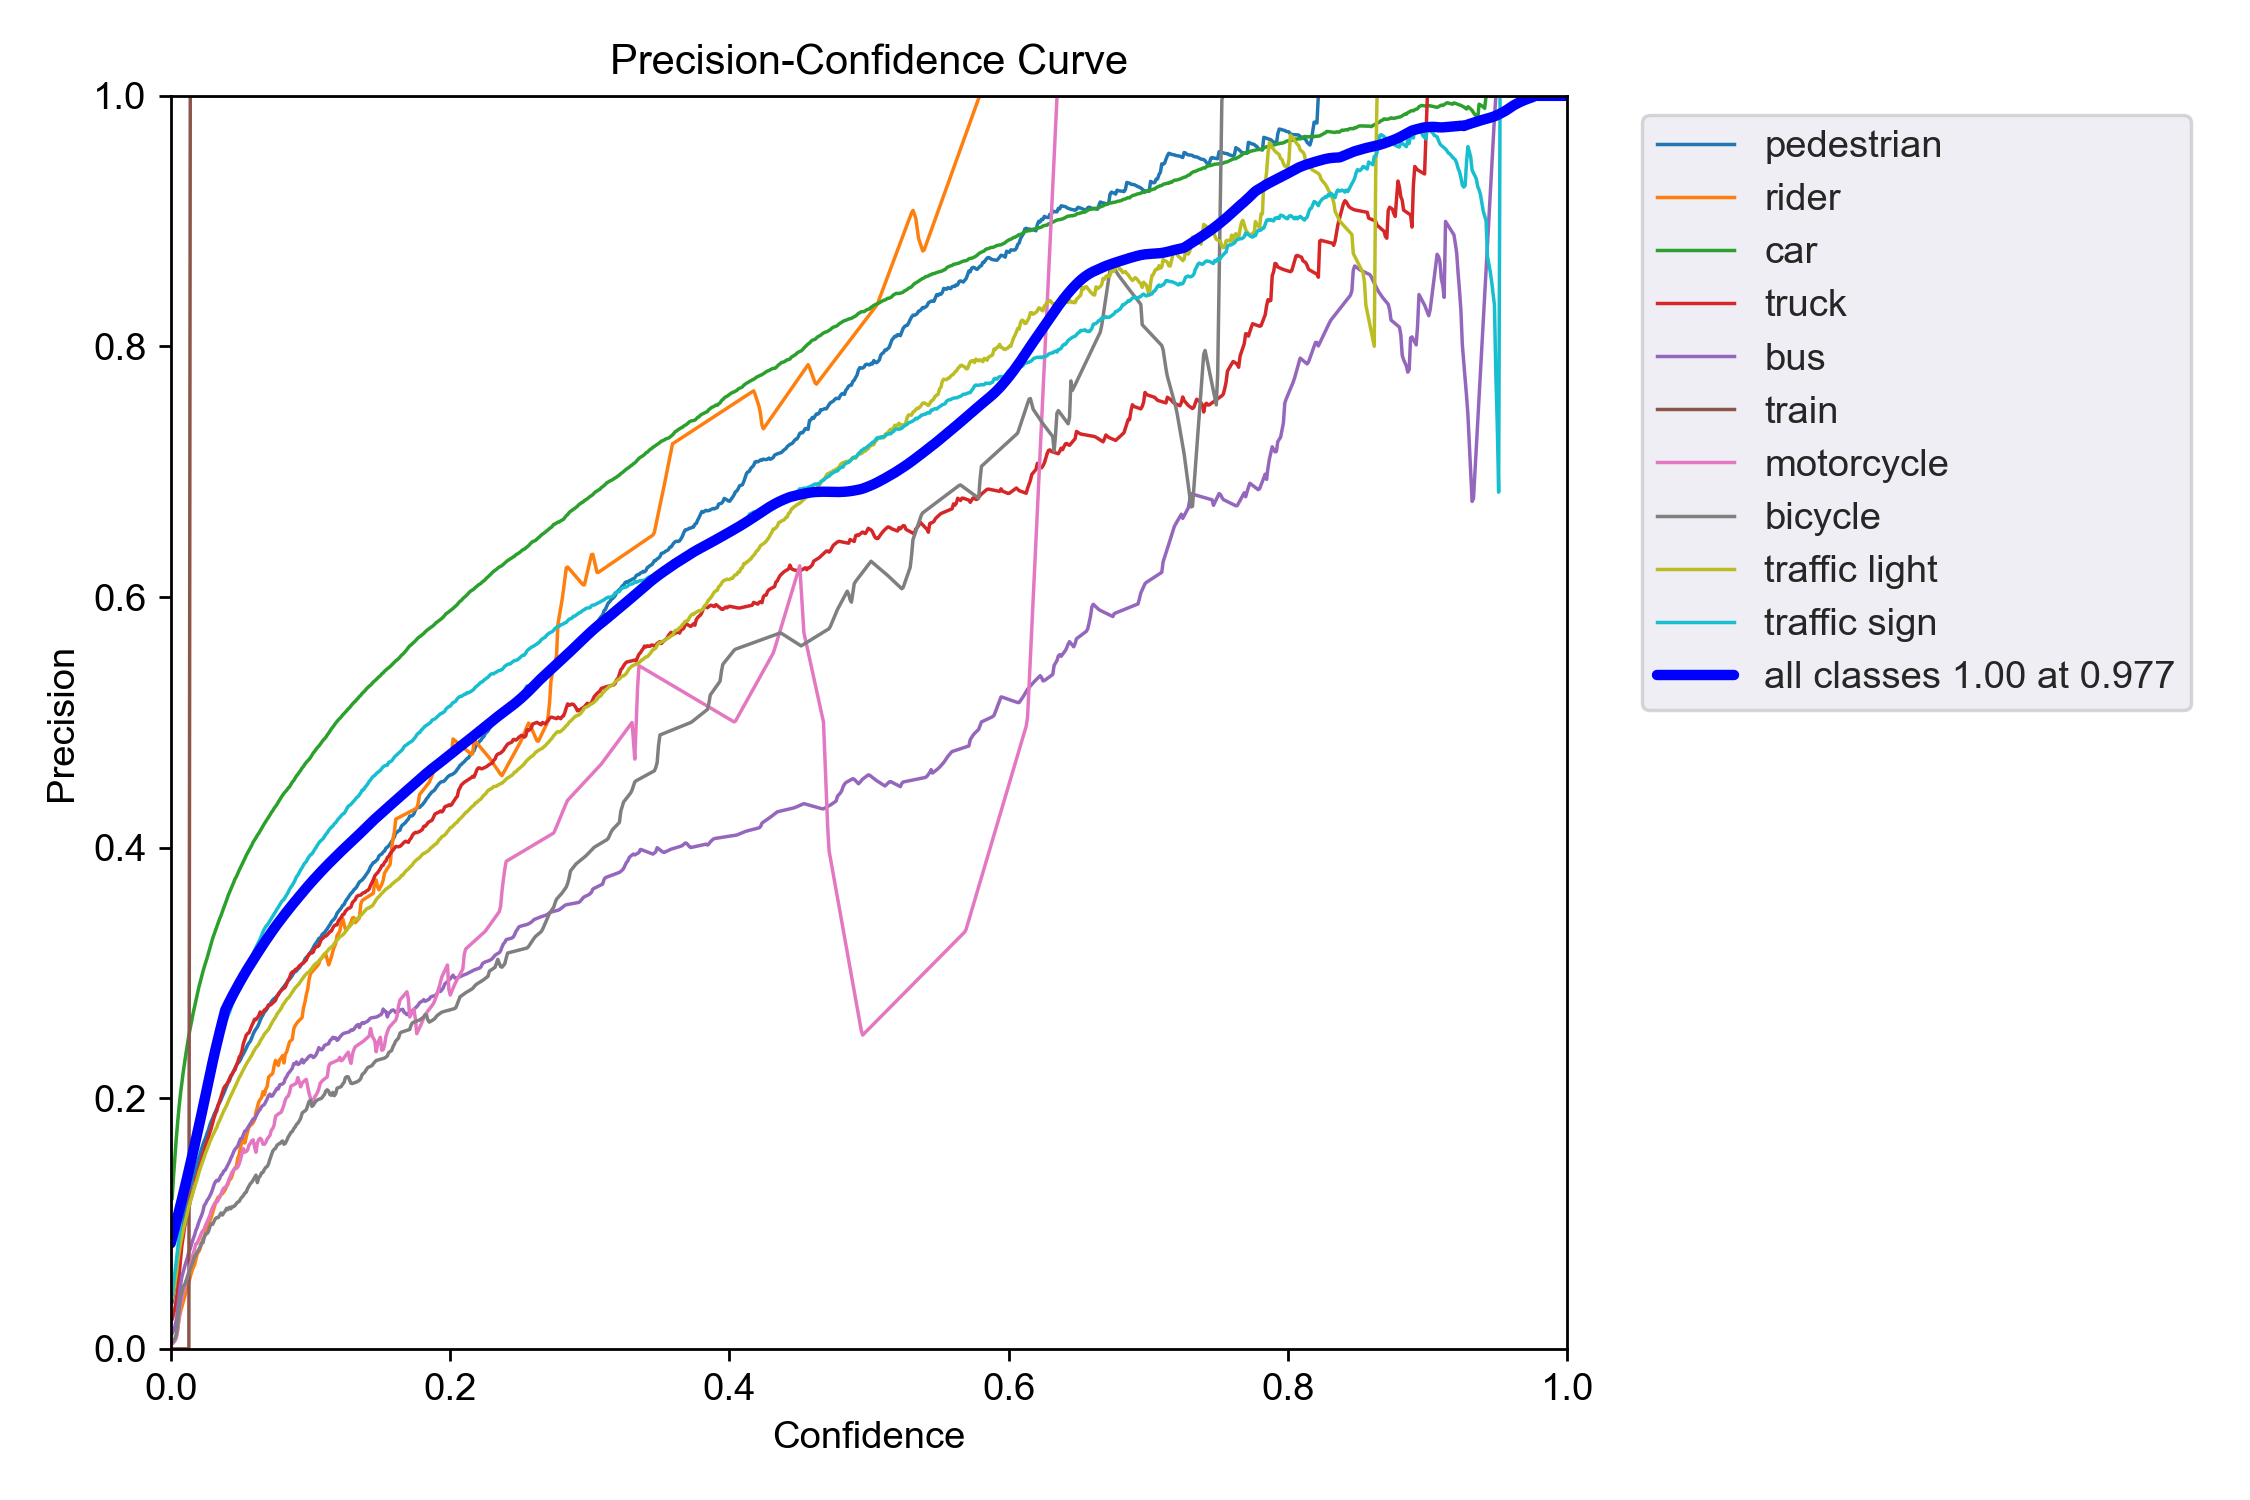 Precision-Confidence Curve
1.0
0.8
0.6
0.4
0.2
0.0
Precision
0.0 0.2 0.4 0.6 0.8 1.0
Confidence
pedestrian
rider
car
truck
bus
train
motorcycle
bicycle
traffic light
traffic sign
all classes 1.00 at 0.977